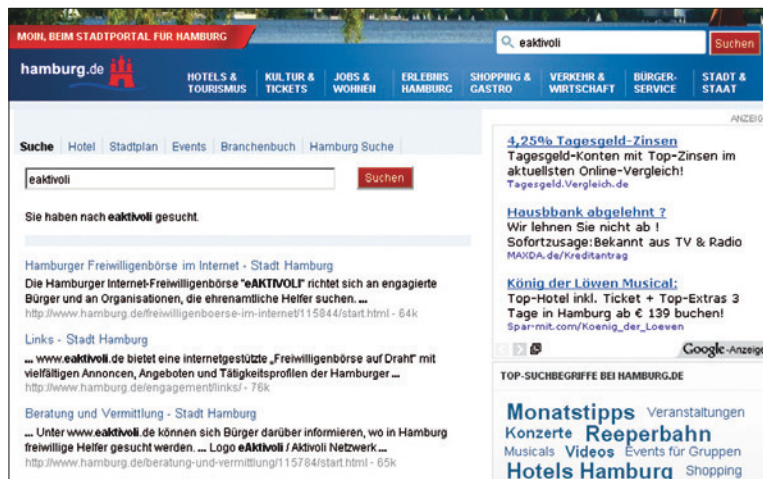 MOIN, BEIM STADTPORTAL FÜR HAMBURG
eaktivoli Suchen
hamburg.de
HOTELS & TOURISMUS
KULTUR & TICKETS
JOBS & WOHNEN
ERLEBNIS HAMBURG
SHOPPING & GASTRO
VERKEHR & WIRTSCHAFT
BÜRGER-SERVICE
STADT & STAAT
Suche Hotel Stadtplan Events Branchenbuch Hamburg Suche
eaktivoli Suchen
Sie haben nach eaktivoli gesucht.
Hamburger Freiwilligenbörse im Internet - Stadt Hamburg
Die Hamburger Internet-Freiwilligenbörse "eAKTIVOLI" richtet sich an engagierte
Bürger und an Organisationen, die ehrenamtliche Helfer suchen. ...
http://www.hamburg.de/freiwilligenboerse-im-internet/115844/start.html - 64k
Links - Stadt Hamburg
... www.eaktivoli.de bietet eine internetgestützte „Freiwilligenbörse auf Draht" mit
vielfältigen Annoncen, Angeboten und Tätigkeitsprofilen der Hamburger ...
http://www.hamburg.de/engagement/links/ - 76k
Beratung und Vermittlung - Stadt Hamburg
... Unter www.eaktivoli.de können sich Bürger darüber informieren, wo in Hamburg
freiwillige Helfer gesucht werden. ... Logo eAktivoli / Aktivoli Netzwerk ...
http://www.hamburg.de/beratung-und-vermittlung/115784/start.html - 65k
ANZEIG
4,25% Tagesgeld-Zinsen
Tagesgeld-Konten mit Top-Zinsen im
aktuellsten Online-Vergleich!
Tagesgeld.Vergleich.de
Hausbbank abgelehnt ?
Wir lehnen Sie nicht ab !
Sofortzusage:Bekannt aus TV & Radio
MAXDA.de/Kreditantrag
König der Löwen Musical:
Top-Hotel inkl. Ticket + Top-Extras 3
Tage in Hamburg ab € 139 buchen!
Spar-mit.com/Koenig_der_Loewen
Google-Anzeige
TOP-SUCHBEGRIFFE BEI HAMBURG.DE
Monatstipps Veranstaltungen
Konzerte Reeperbahn
Musicals Videos Events für Gruppen
Hotels Hamburg Shopping